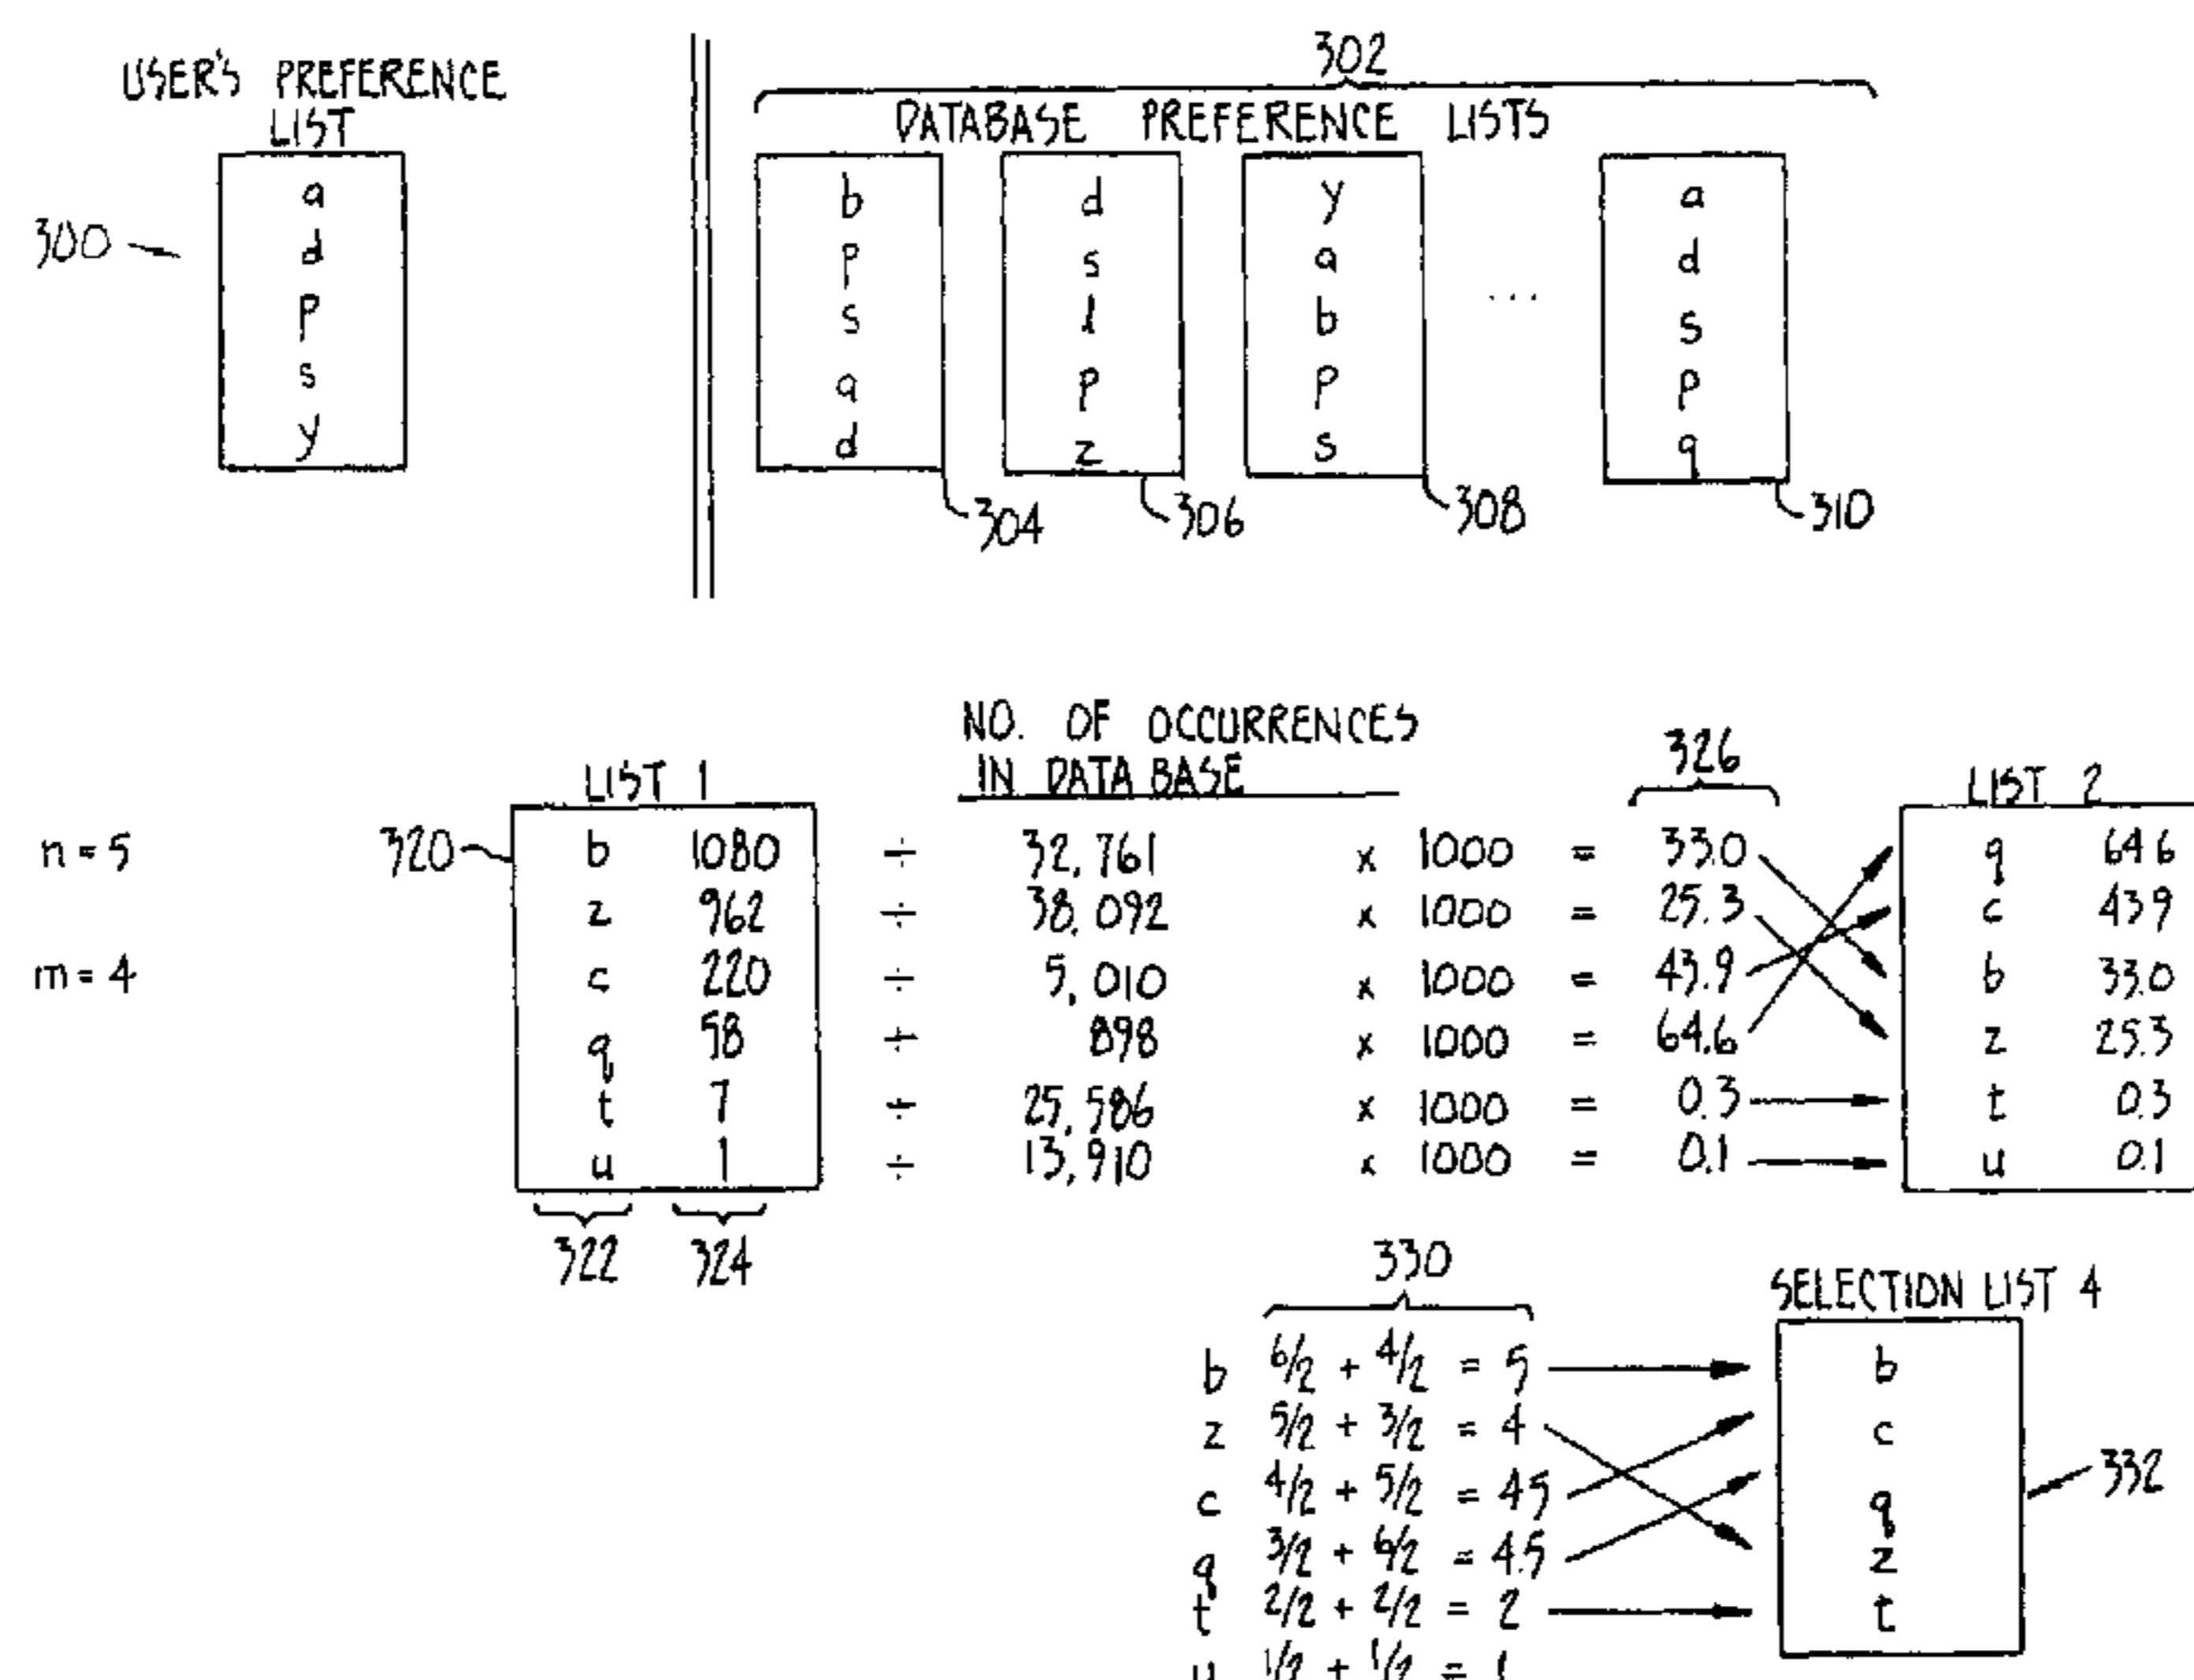 USER'S PREFERENCE
LIST
a
d
p
s
y
300
302
DATABASE PREFERENCE LISTS
b
p
s
a
d
304
d
s
l
p
z
306
y
a
b
p
s
308
...
a
d
s
p
q
310
NO. OF OCCURRENCES
IN DATA BASE
LIST 1
326
LIST 2
n = 5
320
b 1080 ÷ 32,761 x 1000 = 33.0
z 962 ÷ 38,092 x 1000 = 25.3
m = 4
c 220 ÷ 5,010 x 1000 = 43.9
q 58 ÷ 898 x 1000 = 64.6
t 7 ÷ 25,586 x 1000 = 0.3
u 1 ÷ 13,910 x 1000 = 0.1
q 64.6
c 43.9
b 33.0
z 25.3
t 0.3
u 0.1
322
324
330
b 6/2 + 4/2 = 5
z 5/2 + 3/2 = 4
c 4/2 + 5/2 = 4.5
q 3/2 + 6/2 = 4.5
t 2/2 + 2/2 = 2
u 1/2 + 1/2 = 1
SELECTION LIST 4
b
c
q
z
t
332